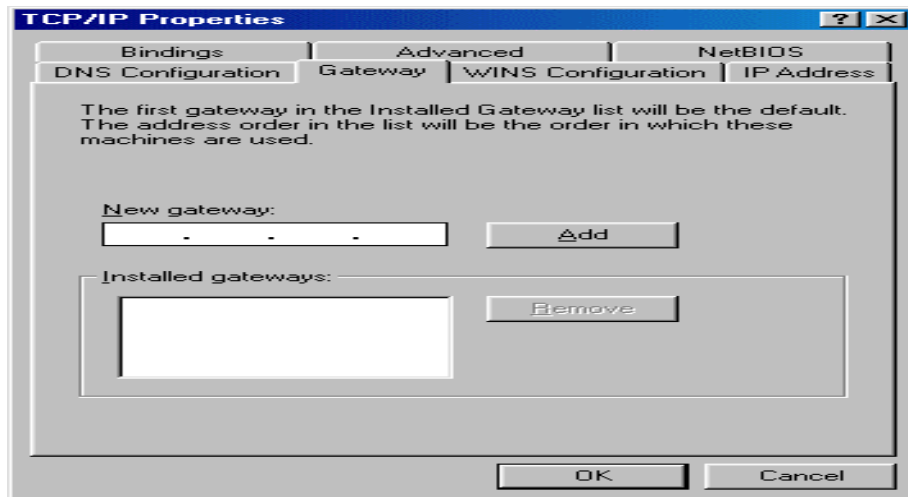 TCP/IP Properties
? X
Bindings Advanced NetBIOS
DNS Configuration Gateway WINS Configuration IP Address
The first gateway in the Installed Gateway list will be the default.
The address order in the list will be the order in which these
machines are used.
New gateway:
. . .
Add
Installed gateways:
Remove
OK Cancel